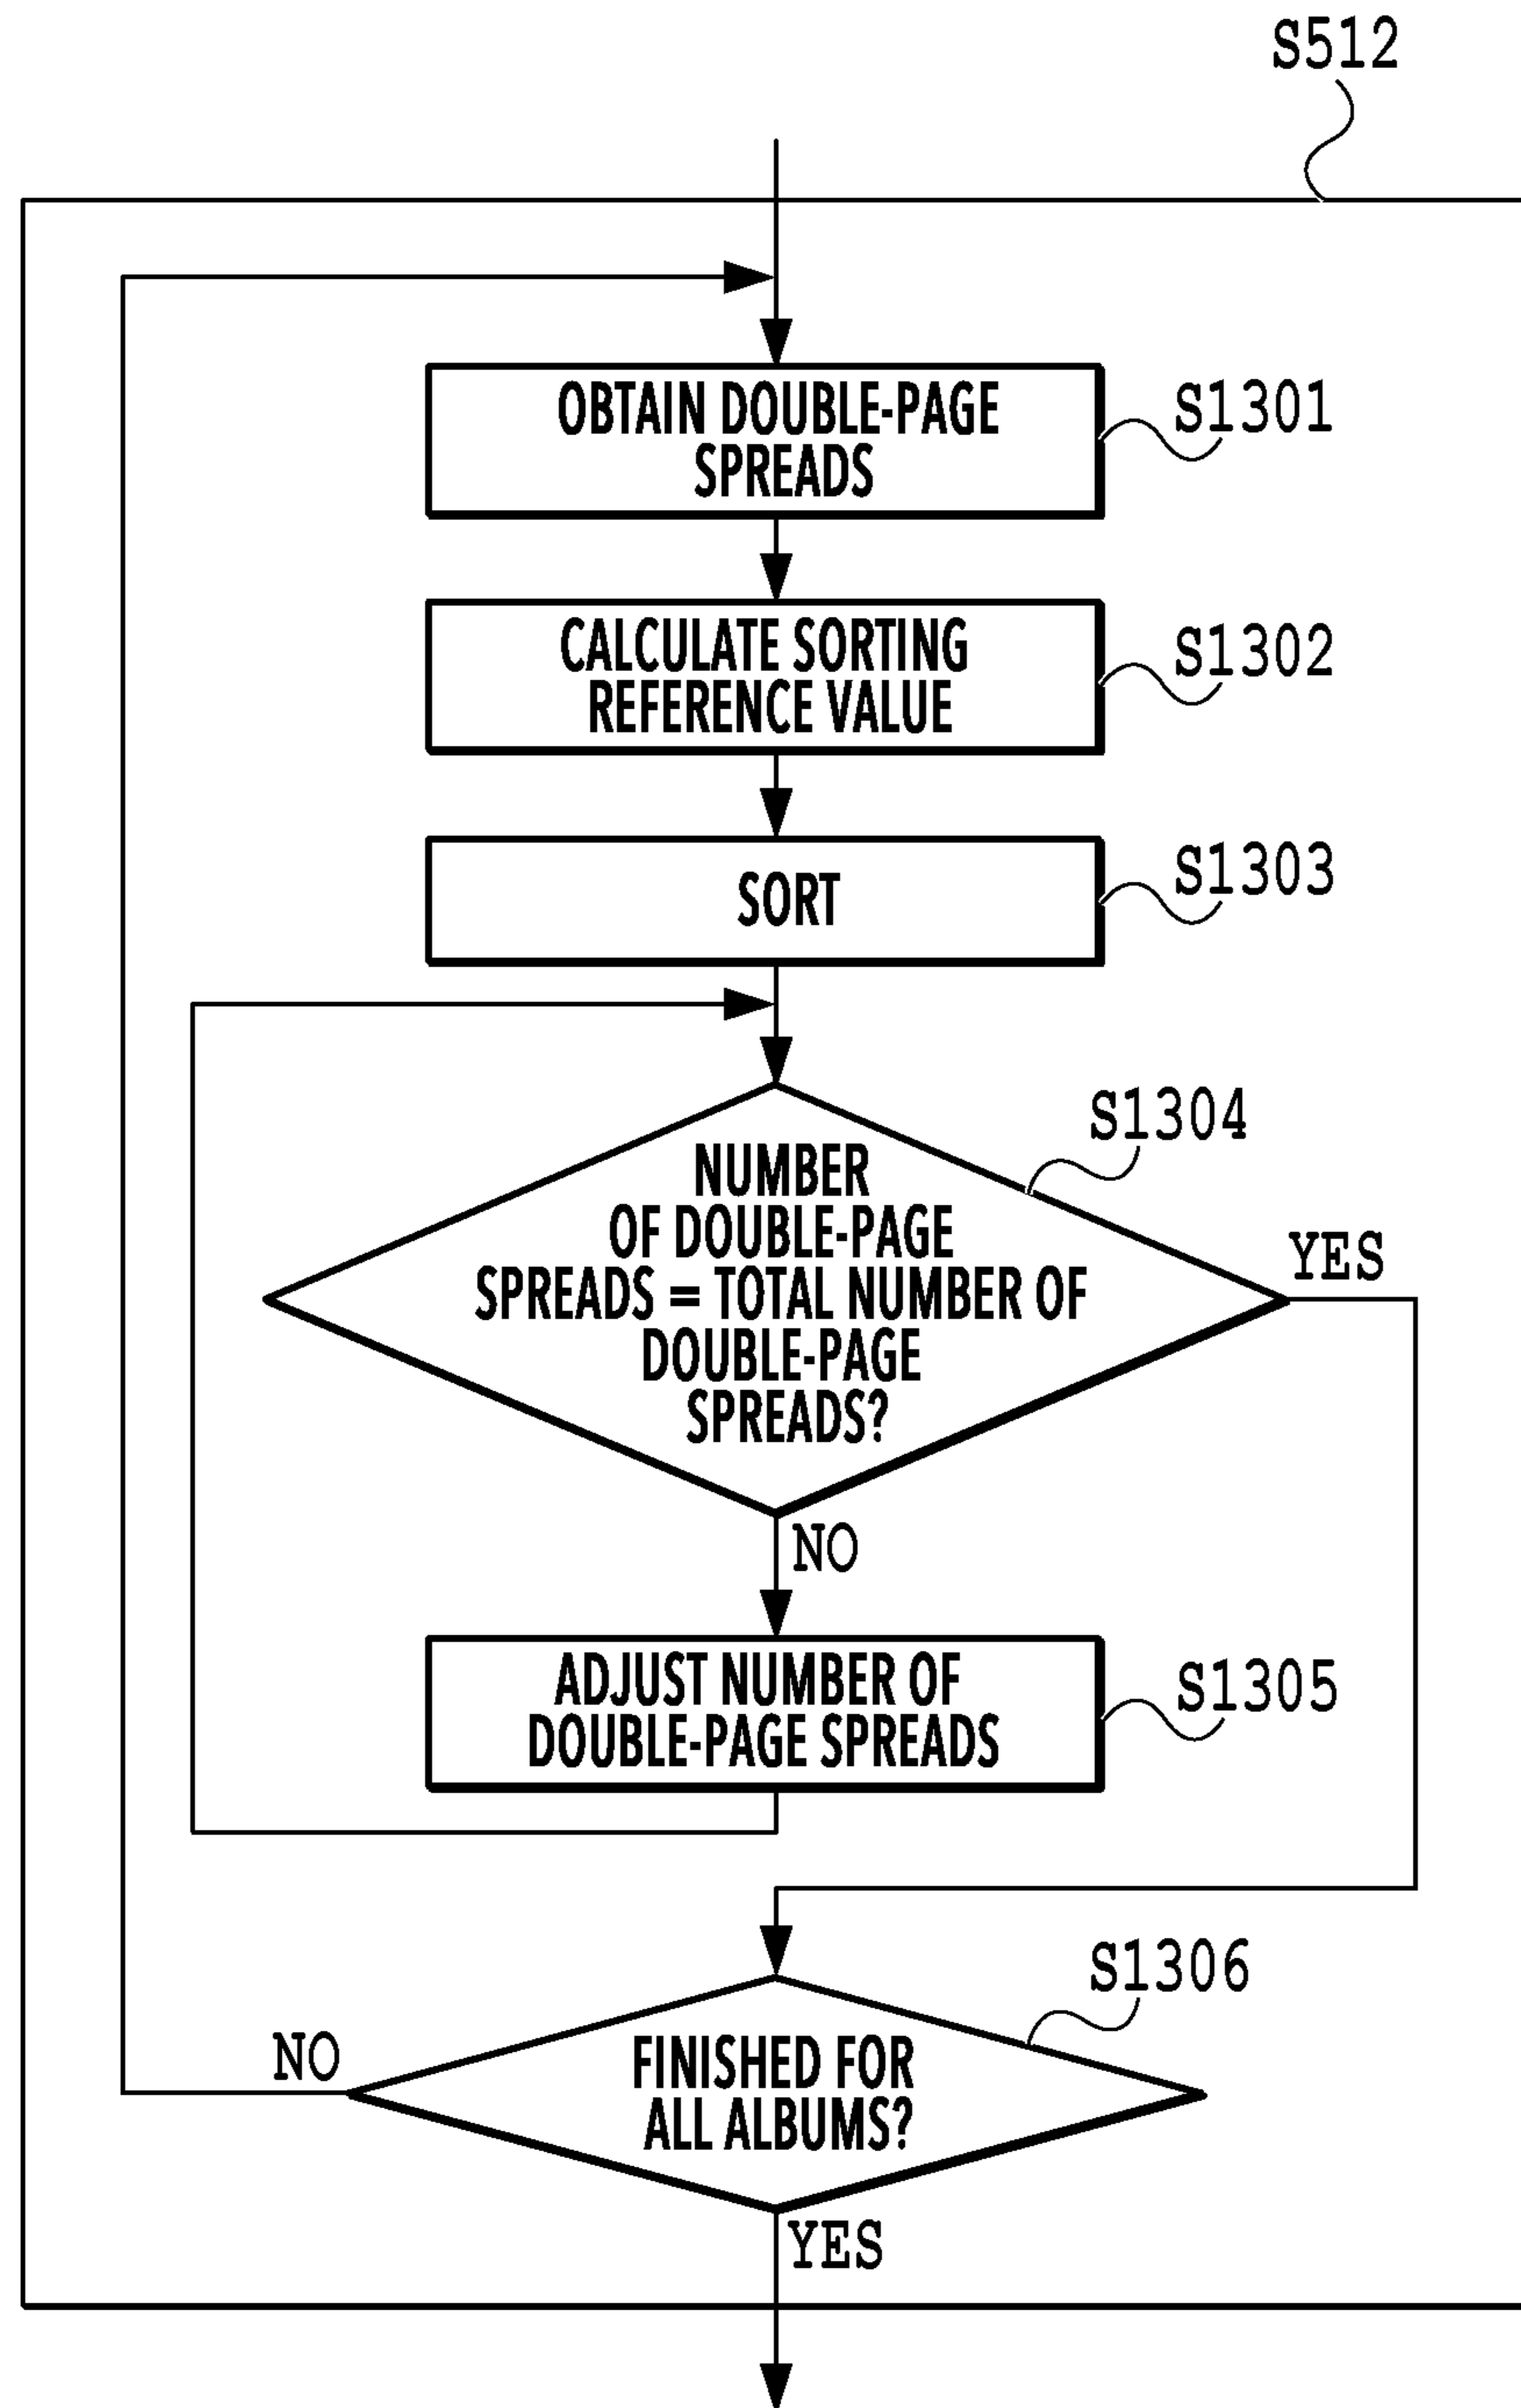 S512
OBTAIN DOUBLE-PAGE
SPREADS
S1301
CALCULATE SORTING
REFERENCE VALUE
S1302
SORT
S1303
S1304
NUMBER
OF DOUBLE-PAGE
SPREADS = TOTAL NUMBER OF
DOUBLE-PAGE
SPREADS?
YES
NO
ADJUST NUMBER OF
DOUBLE-PAGE SPREADS
S1305
S1306
FINISHED FOR
ALL ALBUMS?
NO
YES